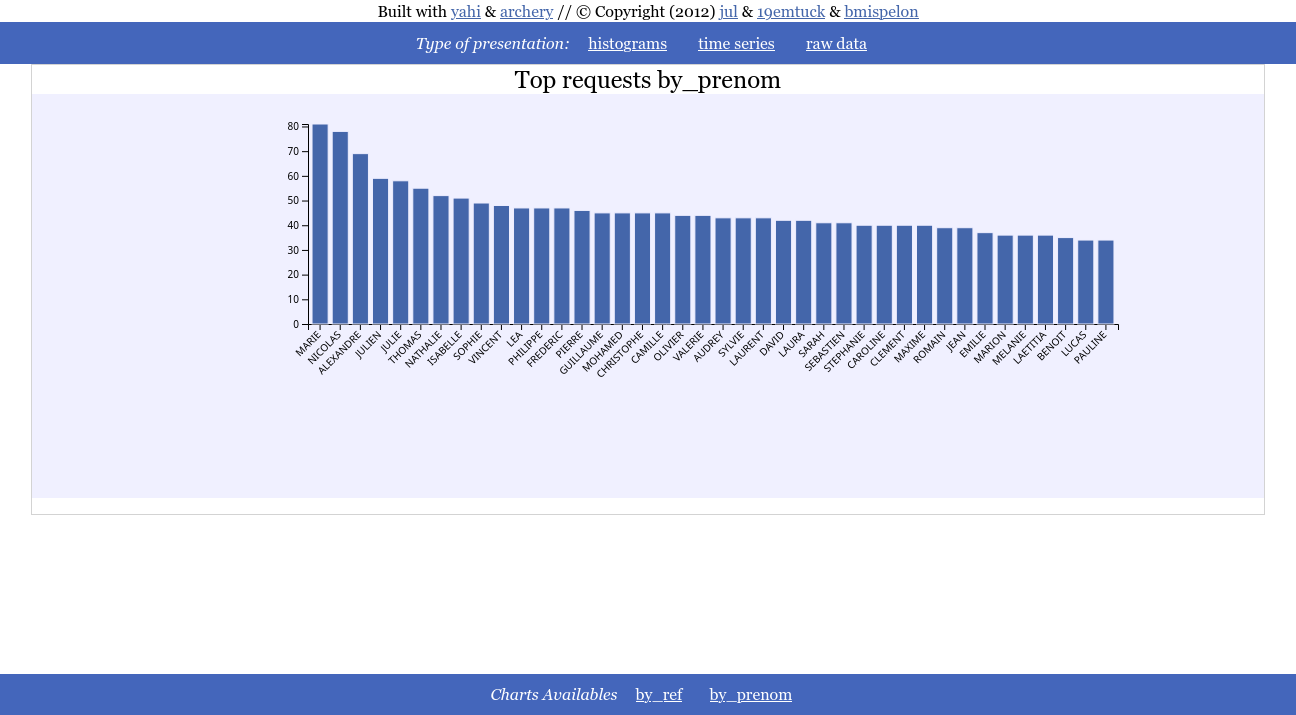 Built with yahi & archery // © Copyright (2012) jul & 19emtuck & bmispelon
Type of presentation: histograms time series raw data
Top requests by_prenom
80
70
60
50
40
30
20
10
0
MARIE
NICOLAS
ALEXANDRE
JULIEN
JULIE
THOMAS
NATHALIE
ISABELLE
SOPHIE
VINCENT
LEA
PHILIPPE
FREDERIC
PIERRE
GUILLAUME
MOHAMED
CHRISTOPHE
CAMILLE
OLIVIER
VALERIE
AUDREY
SYLVIE
LAURENT
DAVID
LAURA
SARAH
SEBASTIEN
STEPHANIE
CAROLINE
CLEMENT
MAXIME
ROMAIN
JEAN
EMILIE
MARION
MELANIE
LAETITIA
BENOIT
LUCAS
PAULINE
Charts Availables by_ref by_prenom